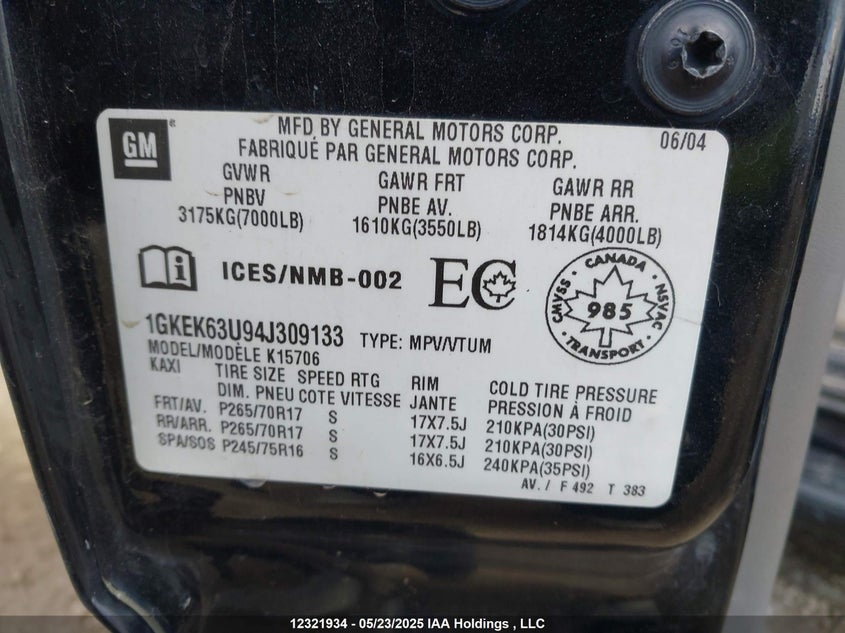 GM
MFD BY GENERAL MOTORS CORP. 06/04
FABRIQUÉ PAR GENERAL MOTORS CORP.
GVWR GAWR FRT GAWR RR
PNBV PNBE AV. PNBE ARR.
3175KG(7000LB) 1610KG(3550LB) 1814KG(4000LB)
ICES/NMB-002 EC
CANADA
CMVSS 985 NSVAC
TRANSPORT
1GKEK63U94J309133 TYPE: MPV/VTUM
MODEL/MODÈLE K15706
KAXI TIRE SIZE SPEED RTG RIM COLD TIRE PRESSURE
DIM. PNEU COTE VITESSE JANTE PRESSION À FROID
FRT/AV. P265/70R17 S 17X7.5J 210KPA(30PSI)
RR/ARR. P265/70R17 S 17X7.5J 210KPA(30PSI)
SPA/SOS P245/75R16 S 16X6.5J 240KPA(35PSI)
AV. / F 492 T 383
12321934 - 05/23/2025 IAA Holdings , LLC